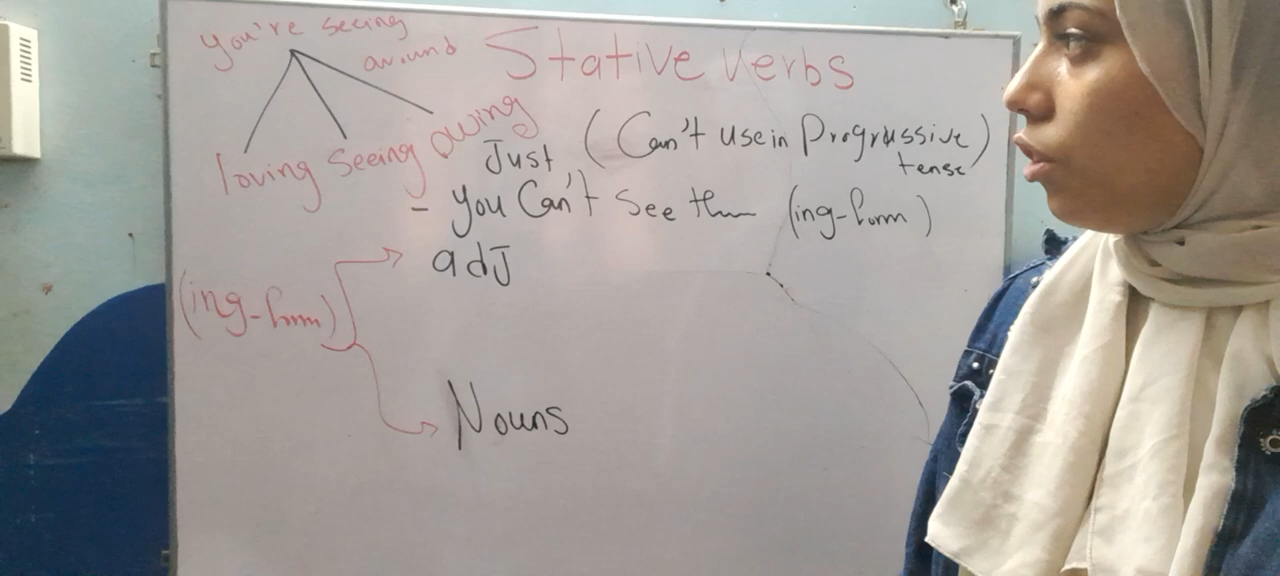 you're seeing
around
Stative verbs
loving seeing owing
Just, (Can't use in Progrussive)
tense
- you Can't see them (ing-form)
adJ
(ing-form)
Nouns